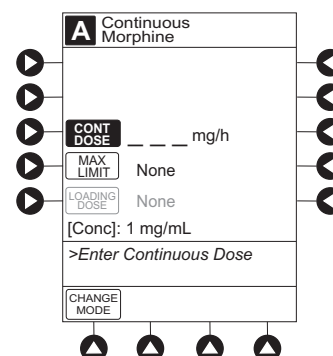 A Continuous
Morphine
CONT
DOSE _ _ _ _ mg/h
MAX
LIMIT None
LOADING
DOSE None
[Conc]: 1 mg/mL
>Enter Continuous Dose
CHANGE
MODE